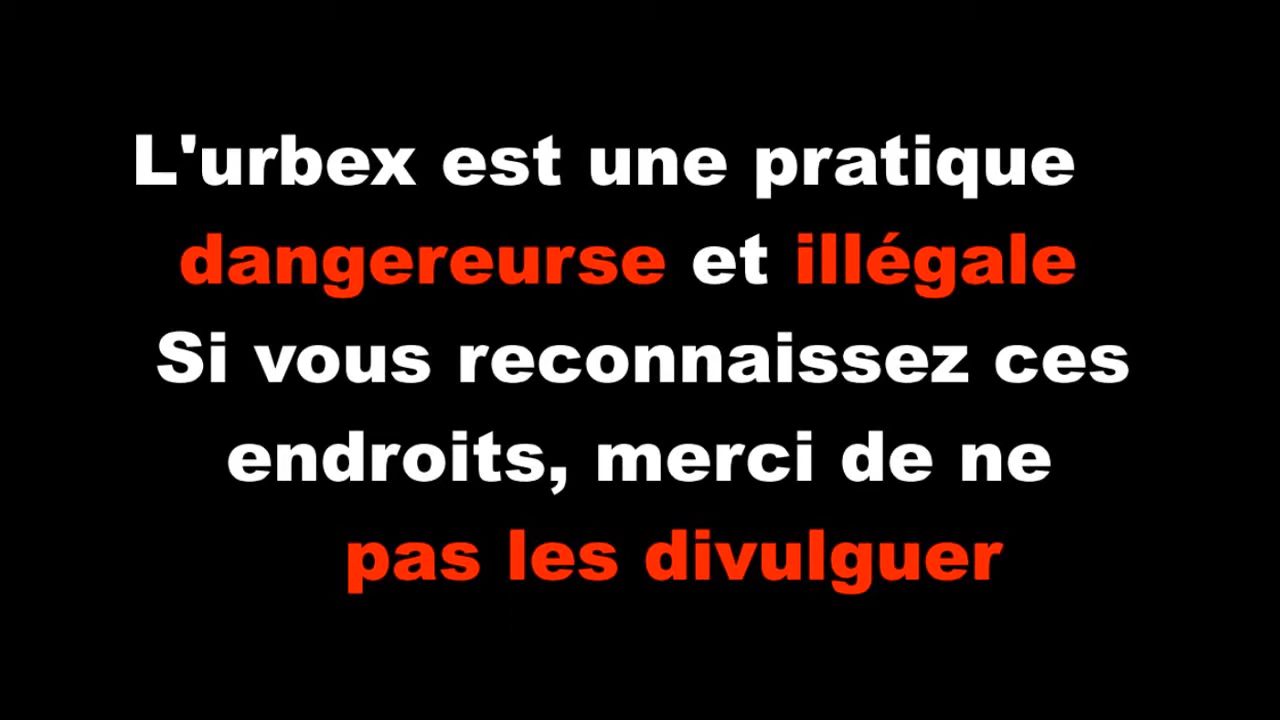 L'urbex est une pratique
dangereurse et illégale
Si vous reconnaissez ces
endroits, merci de ne
pas les divulguer